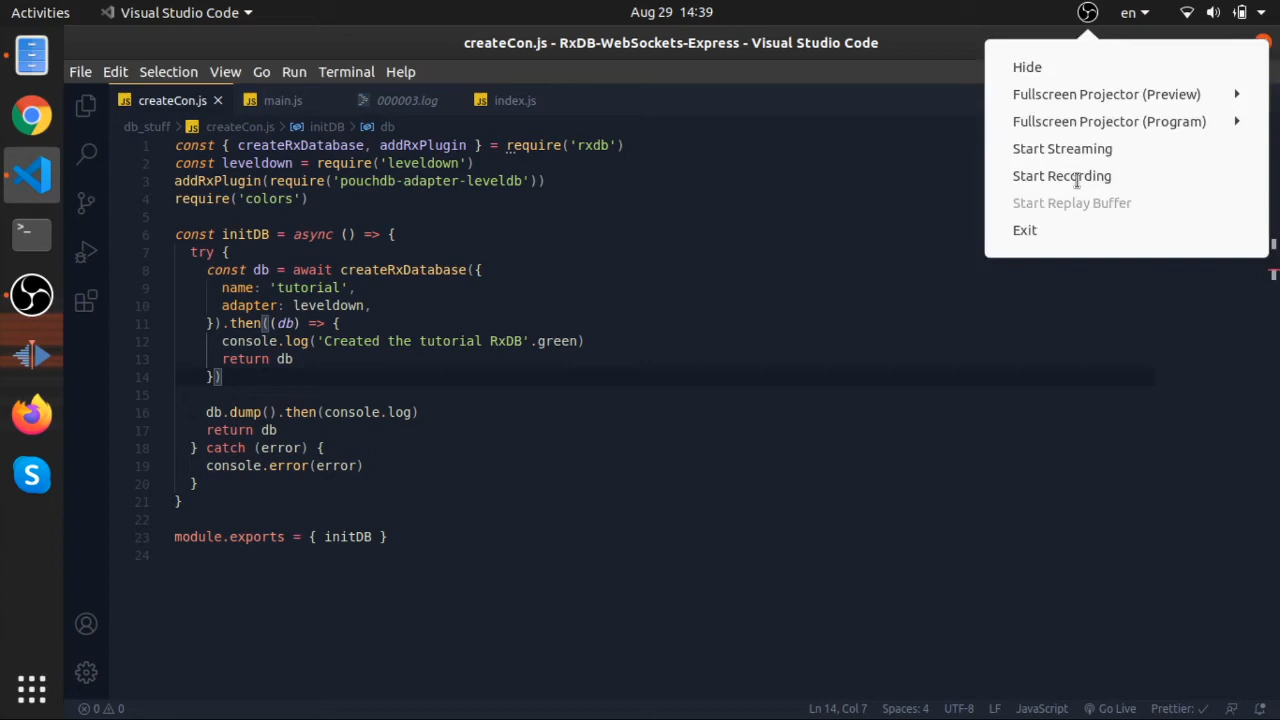 Activities
Visual Studio Code
Aug 29 14:39
en
createCon.js - RxDB-WebSockets-Express - Visual Studio Code
File Edit Selection View Go Run Terminal Help
JS createCon.js
JS main.js
000003.log
JS index.js
db_stuff > JS createCon.js > initDB > db
1 const { createRxDatabase, addRxPlugin } = require('rxdb')
2 const leveldown = require('leveldown')
3 addRxPlugin(require('pouchdb-adapter-leveldb'))
4 require('colors')
5
6 const initDB = async () => {
7 try {
8 const db = await createRxDatabase({
9 name: 'tutorial',
10 adapter: leveldown,
11 }).then((db) => {
12 console.log('Created the tutorial RxDB'.green)
13 return db
14 })
15
16 db.dump().then(console.log)
17 return db
18 } catch (error) {
19 console.error(error)
20 }
21 }
22
23 module.exports = { initDB }
24
Hide
Fullscreen Projector (Preview)
Fullscreen Projector (Program)
Start Streaming
Start Recording
Start Replay Buffer
Exit
0 0
Ln 14, Col 7
Spaces: 4
UTF-8
LF
JavaScript
Go Live
Prettier: ✓